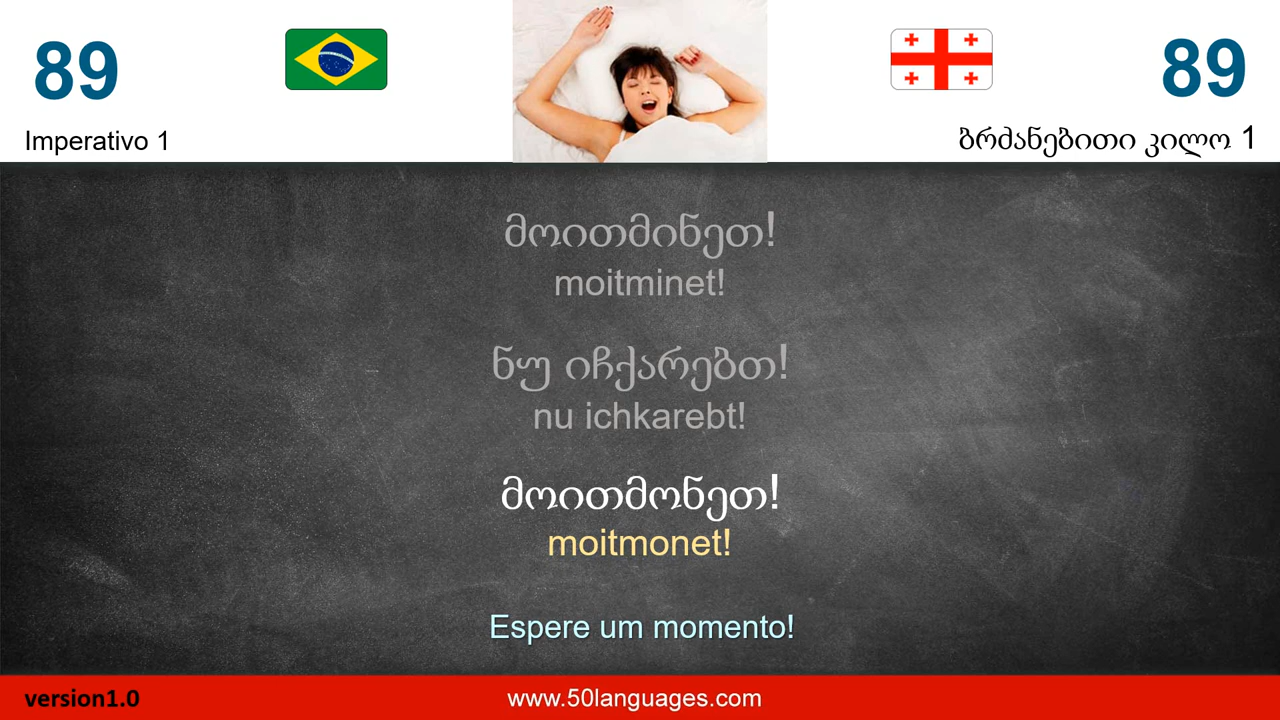 89
89
Imperativo 1
ბრძანებითი კილო 1
მოითმინეთ!
moitminet!
ნუ იჩქარებთ!
nu ichkarebt!
მოითმონეთ!
moitmonet!
Espere um momento!
version1.0
www.50languages.com